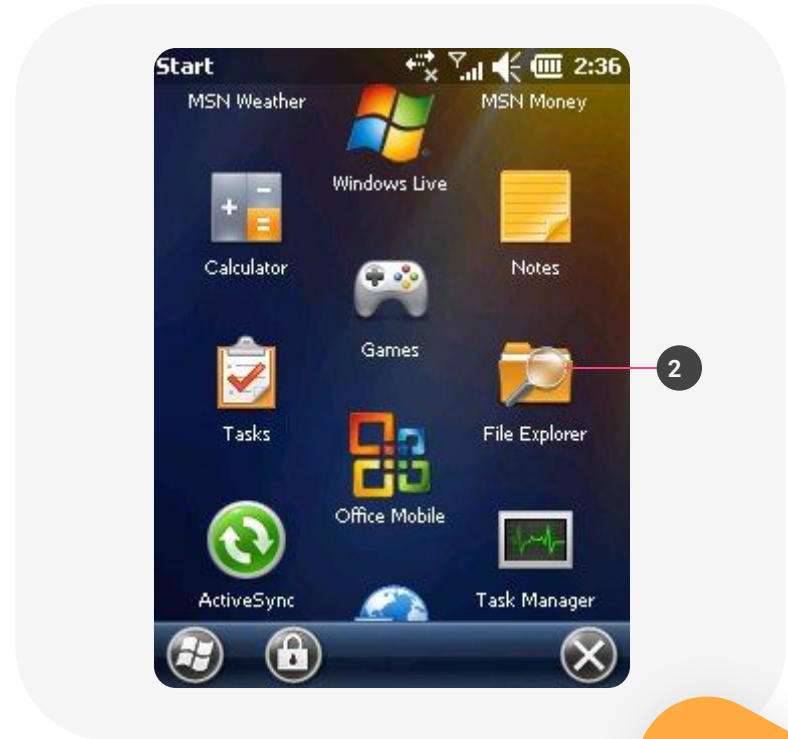 Start
2:36
MSN Weather
MSN Money
Windows Live
Calculator
Notes
Games
Tasks
File Explorer
2
Office Mobile
ActiveSync
Task Manager